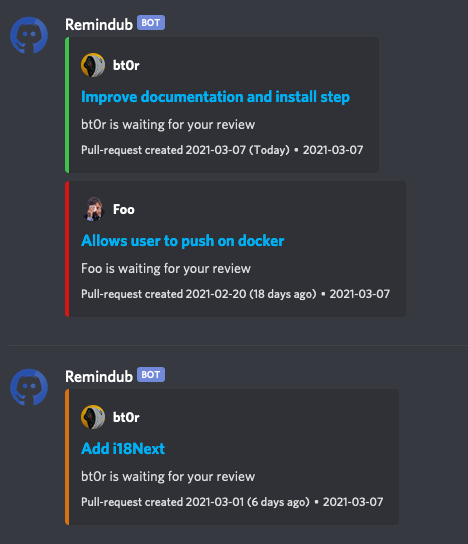 Remindub BOT
bt0r
Improve documentation and install step
bt0r is waiting for your review
Pull-request created 2021-03-07 (Today) • 2021-03-07
Foo
Allows user to push on docker
Foo is waiting for your review
Pull-request created 2021-02-20 (18 days ago) • 2021-03-07
Remindub BOT
bt0r
Add i18Next
bt0r is waiting for your review
Pull-request created 2021-03-01 (6 days ago) • 2021-03-07